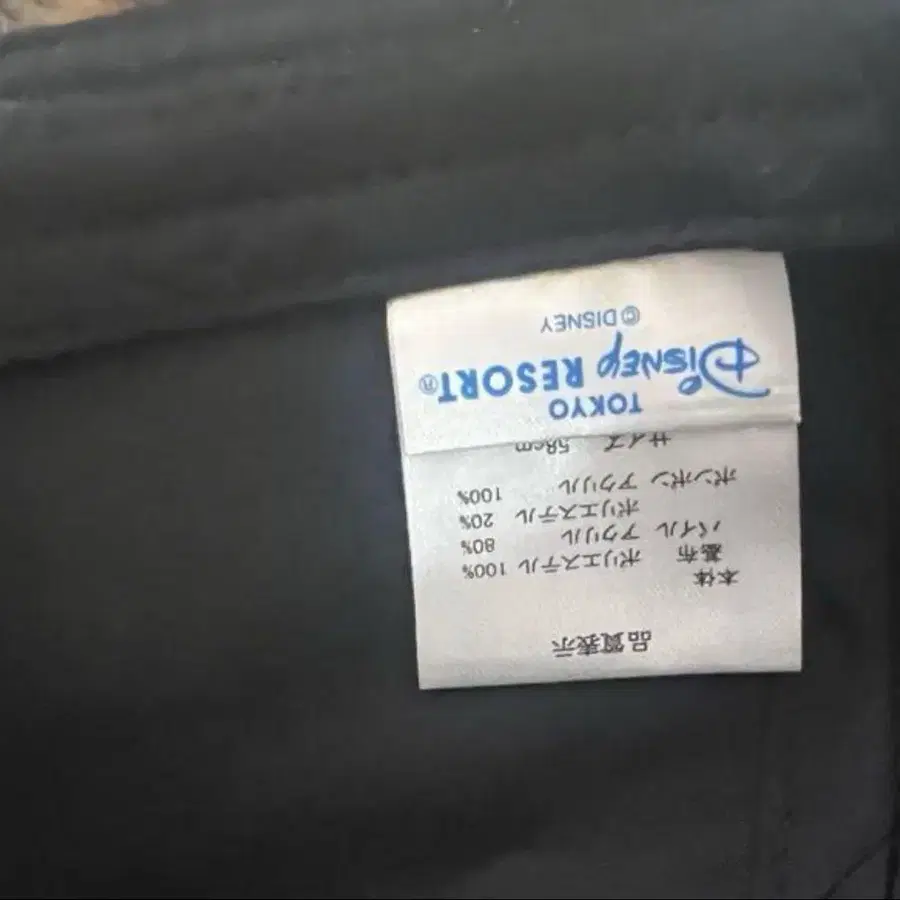 品質表示
本体
基布 ポリエステル 100%
パイル アクリル 80%
ポリエステル 20%
ポンポン アクリル 100%
サイズ 58cm
TOKYO
DISNEY RESORT®
©DISNEY